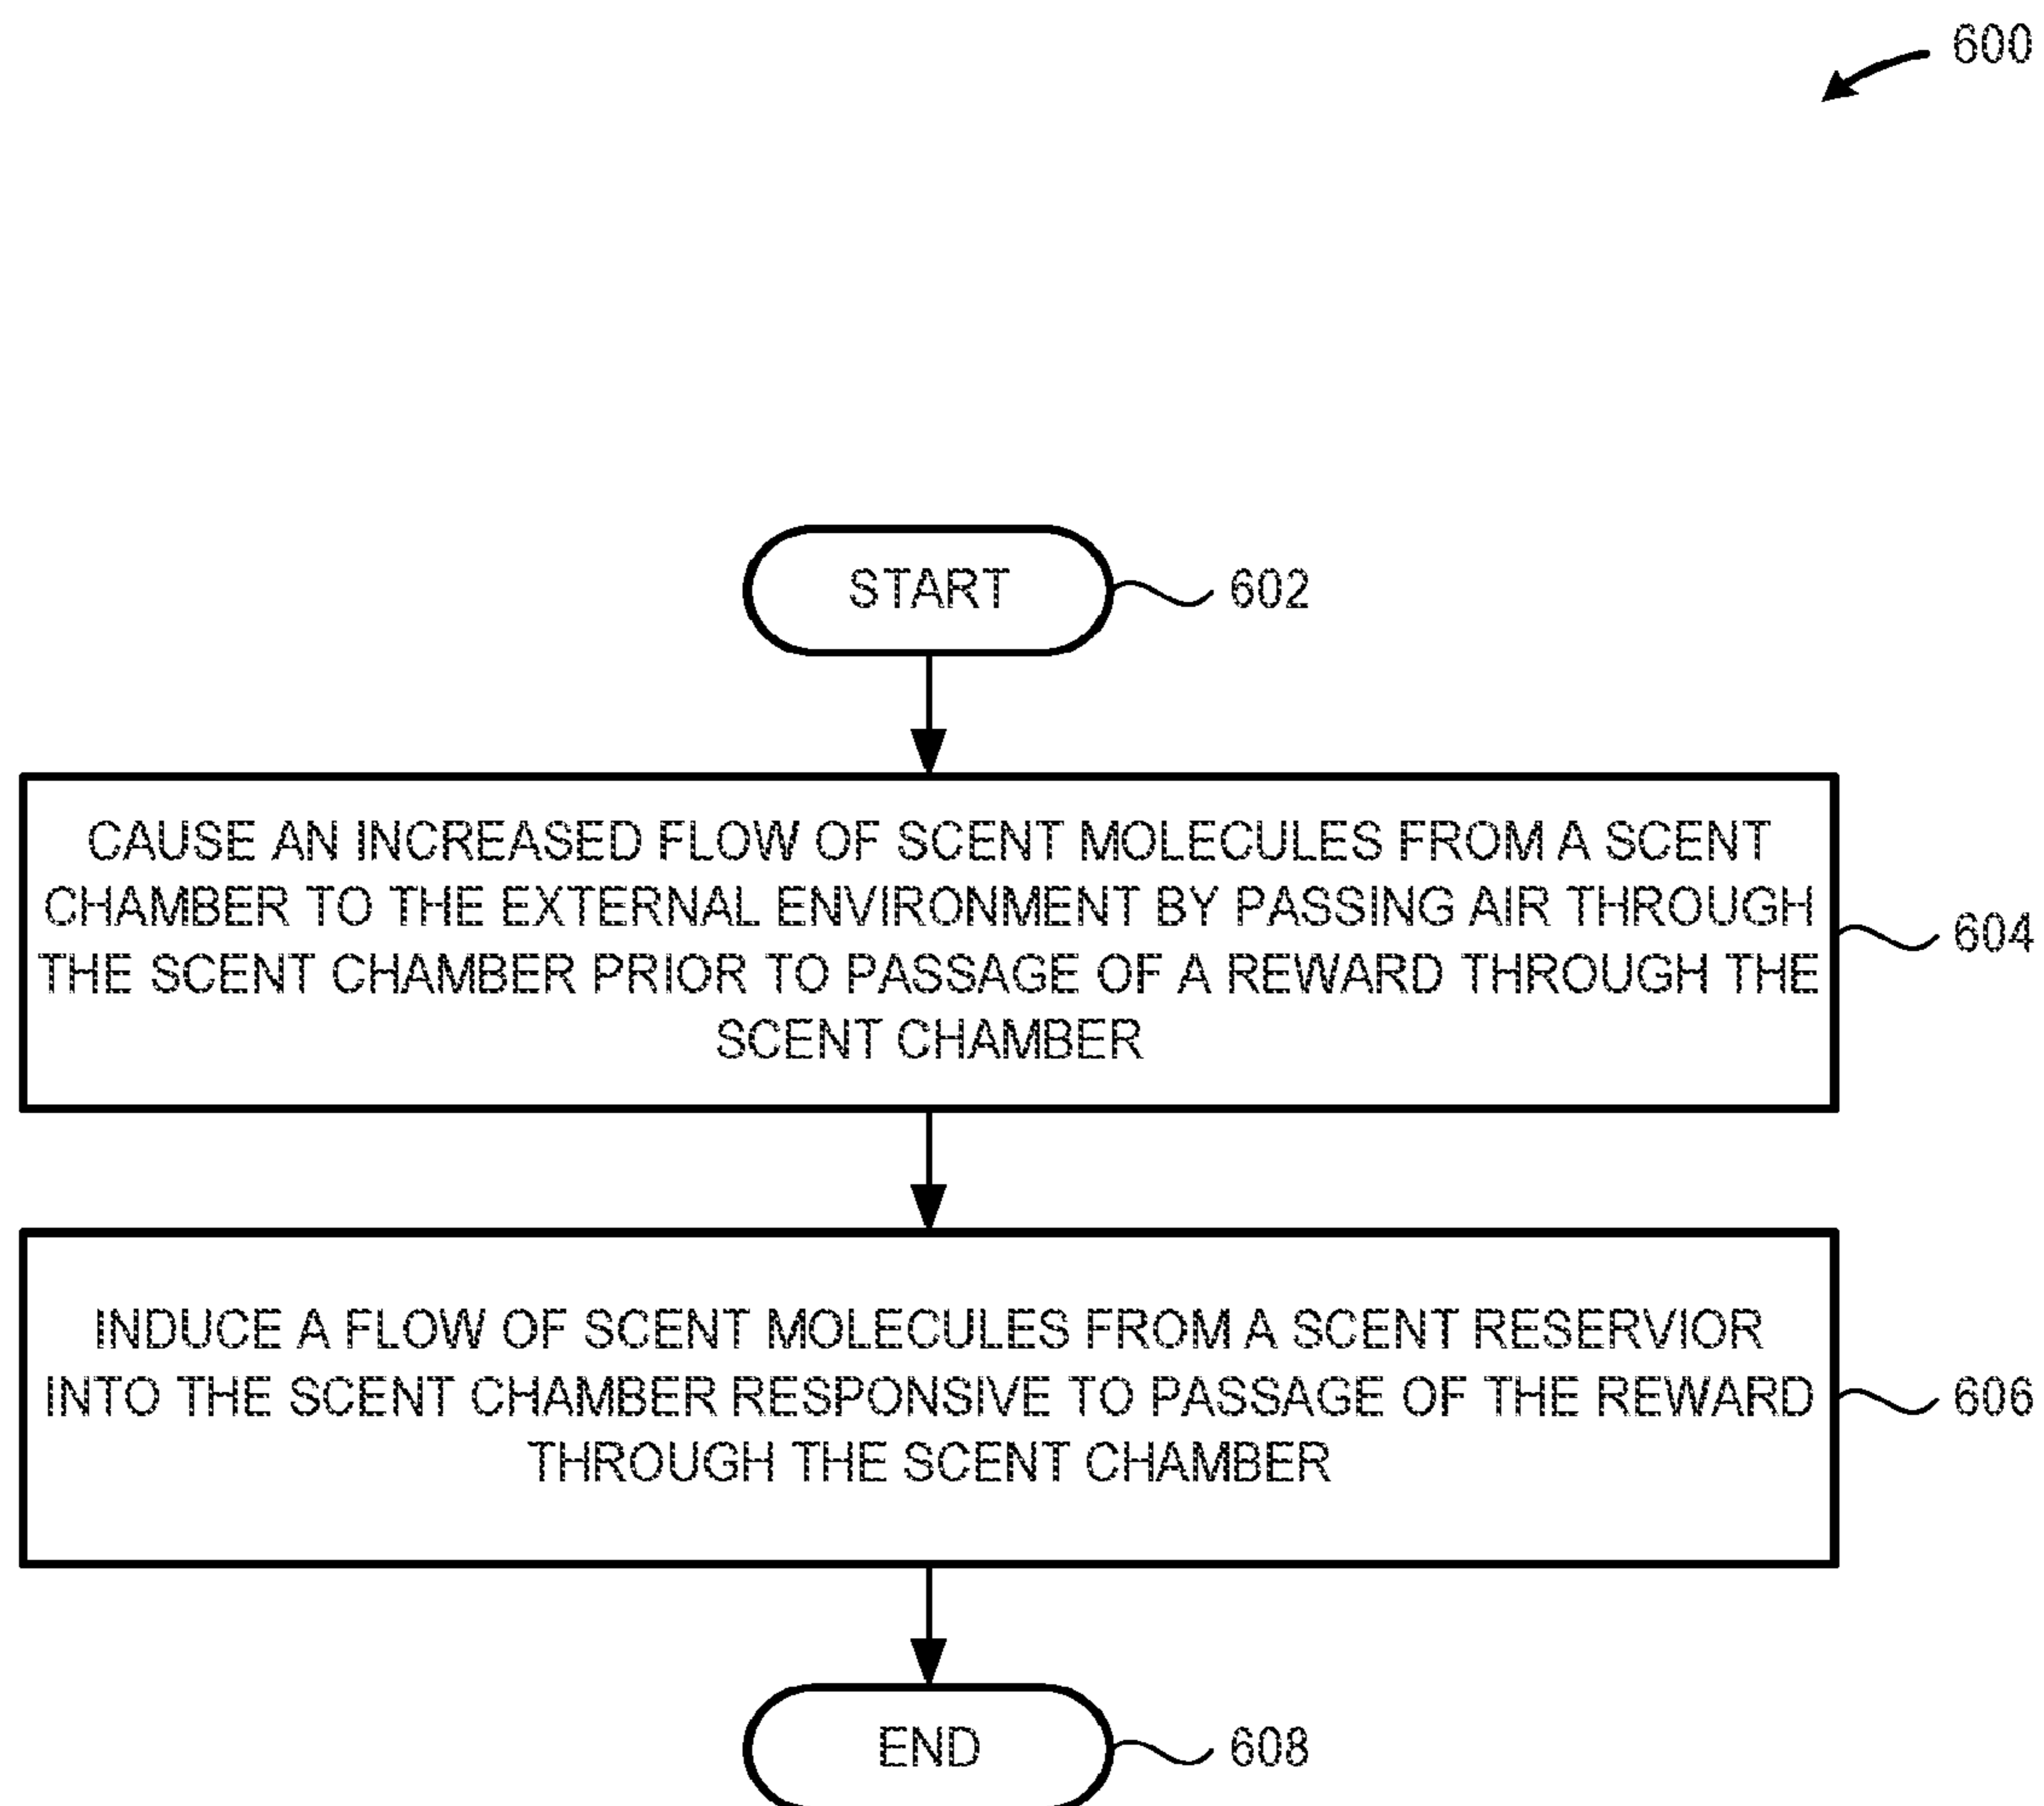 600
START
602
CAUSE AN INCREASED FLOW OF SCENT MOLECULES FROM A SCENT
CHAMBER TO THE EXTERNAL ENVIRONMENT BY PASSING AIR THROUGH
THE SCENT CHAMBER PRIOR TO PASSAGE OF A REWARD THROUGH THE
SCENT CHAMBER
604
INDUCE A FLOW OF SCENT MOLECULES FROM A SCENT RESERVIOR
INTO THE SCENT CHAMBER RESPONSIVE TO PASSAGE OF THE REWARD
THROUGH THE SCENT CHAMBER
606
END
608